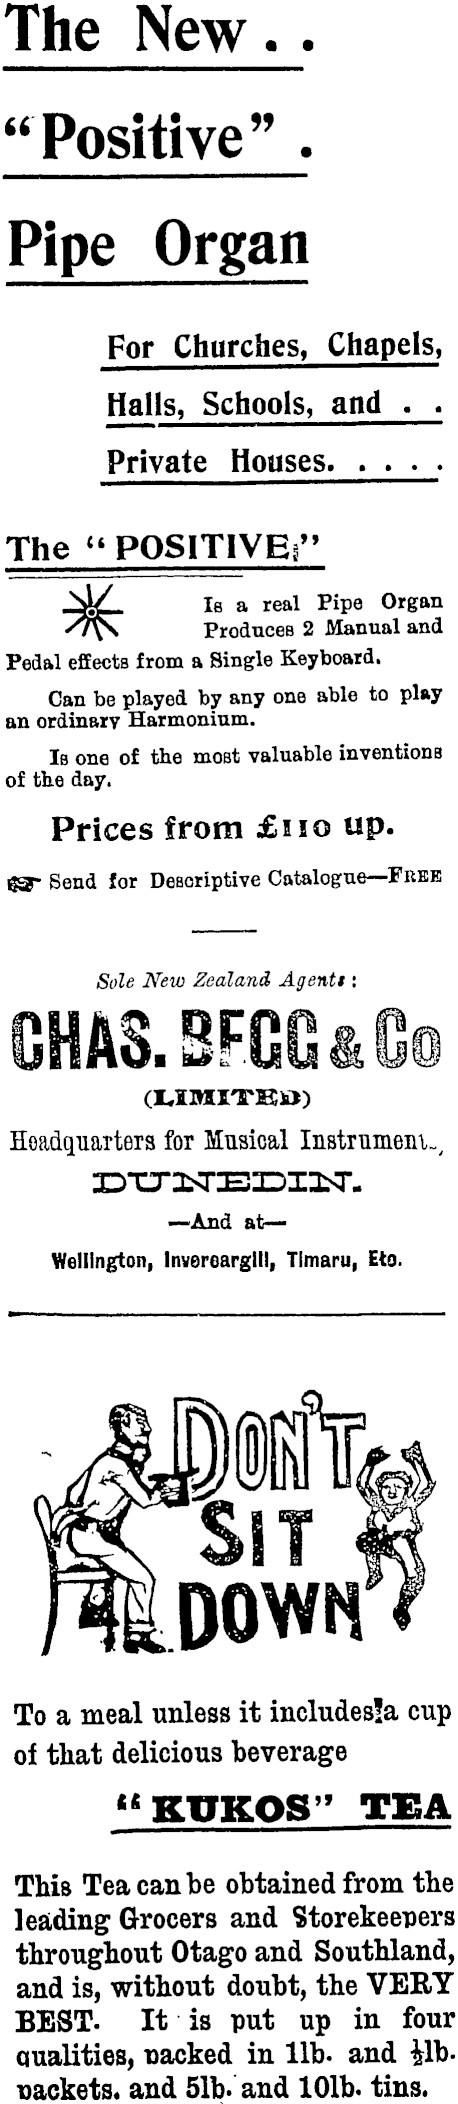 The New . .
"Positive" .
Pipe Organ
For Churches, Chapels,
Halls, Schools, and . .
Private Houses. . . . .
The "POSITIVE,"
Is a real Pipe Organ
Produces 2 Manual and
Pedal effects from a Single Keyboard.
Can be played by any one able to play
an ordinary Harmonium.
Is one of the most valuable inventions
of the day.
Prices from £110 up.
Send for Descriptive Catalogue—FREE
Sole New Zealand Agents:
CHAS. BEGG & Co
(LIMITED)
Headquarters for Musical Instruments,
DUNEDIN.
—And at—
Wellington, Invercargill, Timaru, Etc.
DON'T
SIT
DOWN
To a meal unless it includes a cup
of that delicious beverage
"KUKOS" TEA
This Tea can be obtained from the
leading Grocers and Storekeepers
throughout Otago and Southland,
and is, without doubt, the VERY
BEST. It is put up in four
qualities, packed in 1lb. and ½lb.
packets, and 5lb. and 10lb. tins.